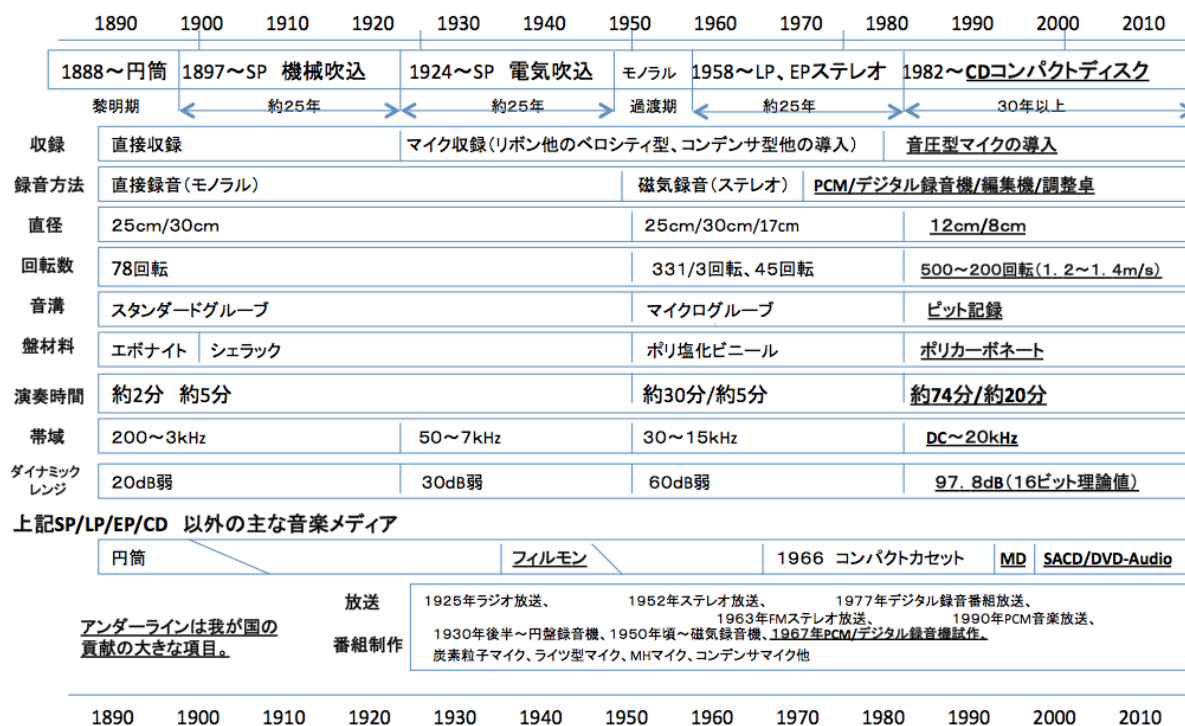 1890 1900 1910 1920 1930 1940 1950 1960 1970 1980 1990 2000 2010
1888～円筒 1897～SP 機械吹込 1924～SP 電気吹込 モノラル 1958～LP、EPステレオ 1982～CDコンパクトディスク
黎明期 約25年 約25年 過渡期 約25年 30年以上
収録 直接収録 マイク収録（リボン他のベロシティ型、コンデンサ型他の導入） 音圧型マイクの導入
録音方法 直接録音（モノラル） 磁気録音（ステレオ） PCM/デジタル録音機/編集機/調整卓
直径 25cm/30cm 25cm/30cm/17cm 12cm/8cm
回転数 78回転 331/3回転、45回転 500～200回転（1．2～1．4m/s）
音溝 スタンダードグルーブ マイクログルーブ ピット記録
盤材料 エボナイト シェラック ポリ塩化ビニール ポリカーボネート
演奏時間 約2分 約5分 約30分/約5分 約74分/約20分
帯域 200～3kHz 50～7kHz 30～15kHz DC～20kHz
ダイナミック
レンジ 20dB弱 30dB弱 60dB弱 97．8dB（16ビット理論値）
上記SP/LP/EP/CD 以外の主な音楽メディア
円筒 フィルモン 1966 コンパクトカセット MD SACD/DVD-Audio
放送 1925年ラジオ放送、 1952年ステレオ放送、 1977年デジタル録音番組放送、
1963年FMステレオ放送、 1990年PCM音楽放送、
アンダーラインは我が国の
貢献の大きな項目。
番組制作 1930年後半～円盤録音機、1950年頃～磁気録音機、1967年PCM/デジタル録音機試作、
炭素粒子マイク、ライツ型マイク、MHマイク、コンデンサマイク他
1890 1900 1910 1920 1930 1940 1950 1960 1970 1980 1990 2000 2010